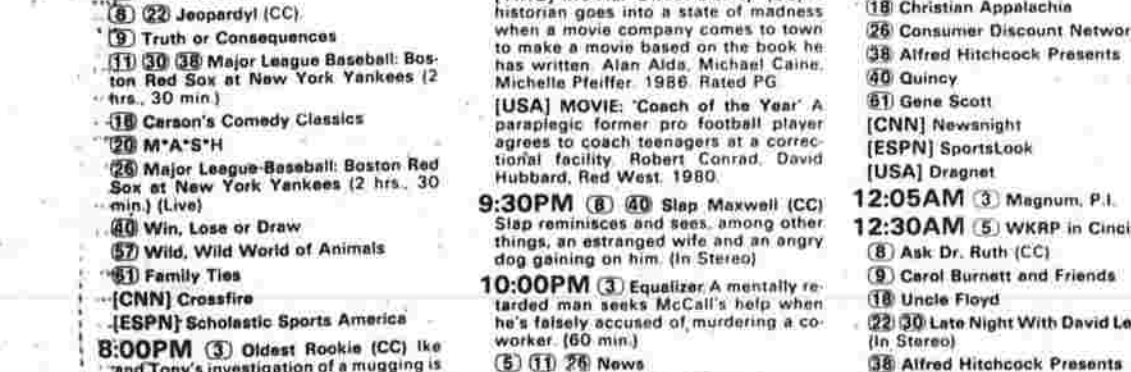 (8) (22) Jeopardy! (CC)
(9) Truth or Consequences
(11) (30) (38) Major League Baseball: Bos-
ton Red Sox at New York Yankees (2
hrs., 30 min.)
(18) Carson's Comedy Classics
(20) M*A*S*H
(26) Major League Baseball: Boston Red
Sox at New York Yankees (2 hrs., 30
min.) (Live)
(40) Win, Lose or Draw
(57) Wild, Wild World of Animals
(61) Family Ties
[CNN] Crossfire
[ESPN] Scholastic Sports America
8:00PM (3) Oldest Rookie (CC) Ike
and Tony's investigation of a mugging is
historian goes into a state of madness
when a movie company comes to town
to make a movie based on the book he
has written. Alan Alda, Michael Caine,
Michelle Pfeiffer. 1986. Rated PG.
[USA] MOVIE: 'Coach of the Year' A
paraplegic former pro football player
agrees to coach teenagers at a correc-
tional facility. Robert Conrad, David
Hubbard, Red West. 1980.
9:30PM (8) (40) Slap Maxwell (CC)
Slap reminisces and sees, among other
things, an estranged wife and an angry
dog gaining on him. (In Stereo)
10:00PM (3) Equalizer A mentally re-
tarded man seeks McCall's help when
he's falsely accused of murdering a co-
worker. (60 min.)
(5) (11) (26) News
(18) Christian Appalachia
(26) Consumer Discount Networ
(38) Alfred Hitchcock Presents
(40) Quincy
(61) Gene Scott
[CNN] Newsnight
[ESPN] SportsLook
[USA] Dragnet
12:05AM (3) Magnum, P.I.
12:30AM (5) WKRP in Cinci
(8) Ask Dr. Ruth (CC)
(9) Carol Burnett and Friends
(18) Uncle Floyd
(22) (30) Late Night With David Le
(In Stereo)
(38) Alfred Hitchcock Presents